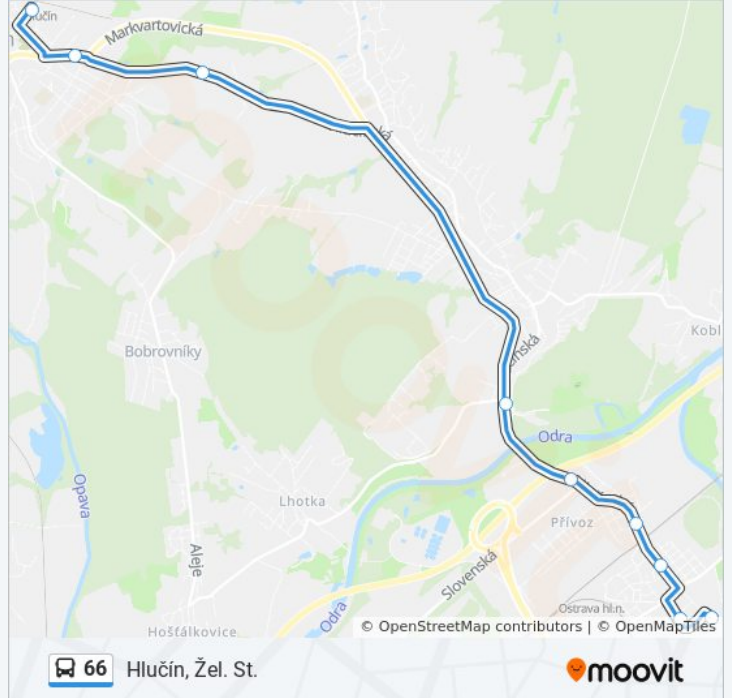 Hlučín
Markvartovická
Kobl
Bobrovníky
Odra
Opava
Lhotka
Přívoz
Aleje
Slovenská
Odra
Ostrava hl.n.
Hošťálkovice
© OpenStreetMap contributors | © OpenMapTiles
66 Hlučín, Žel. St.
moovit